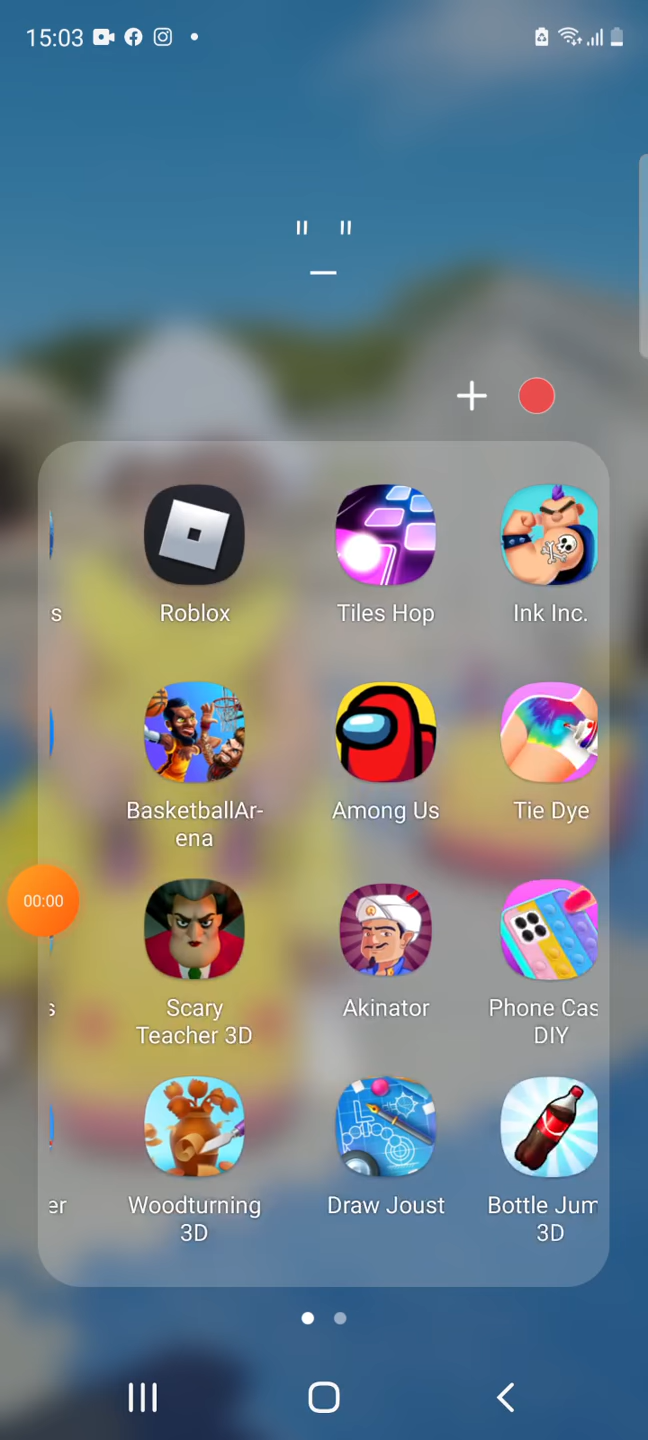 15:03
" _ "
s
Roblox
Tiles Hop
Ink Inc.
BasketballAr-
ena
Among Us
Tie Dye
00:00
s
Scary
Teacher 3D
Akinator
Phone Cas
DIY
er
Woodturning
3D
Draw Joust
Bottle Jum
3D